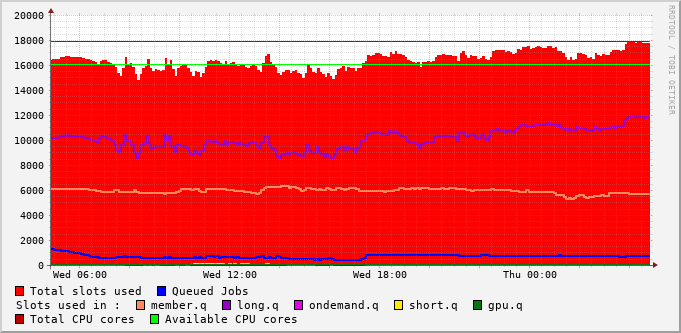 RRDTOOL / TOBI OETIKER
20000
18000
16000
14000
12000
10000
8000
6000
4000
2000
0
Wed 06:00 Wed 12:00 Wed 18:00 Thu 00:00
Total slots used Queued Jobs
Slots used in : member.q long.q ondemand.q short.q gpu.q
Total CPU cores Available CPU cores